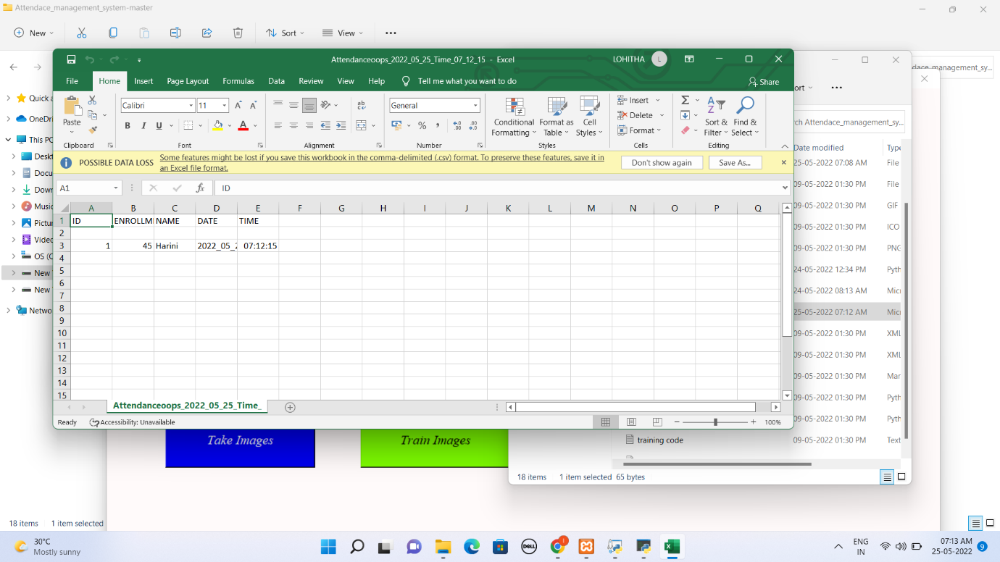 Attendace_management_system-master
New
Sort
View
Attendanceoops_2022_05_25_Time_07_12_15 - Excel
LOHITHA
L
File
Home
Insert
Page Layout
Formulas
Data
Review
View
Help
Tell me what you want to do
Share
Paste
Calibri
11
B I U
General
Conditional Formatting
Format as Table
Cell Styles
Insert
Delete
Format
Sort & Filter
Find & Select
Clipboard
Font
Alignment
Number
Styles
Cells
Editing
POSSIBLE DATA LOSS
Some features might be lost if you save this workbook in the comma-delimited (.csv) format. To preserve these features, save it in
an Excel file format.
Don't show again
Save As...
A1
fx
ID
A B C D E F G H I J K L M N O P Q
1 ID ENROLLMI NAME DATE TIME
2
3 1 45 Harini 2022_05_2 07:12:15
4
5
6
7
8
9
10
11
12
13
14
15
Attendanceoops_2022_05_25_Time_
Ready
Accessibility: Unavailable
100%
Quick a
OneDri
This PC
Deskt
Docu
Down
Music
Pictu
Videc
OS (C
New
New
Netwo
18 items
1 item selected
dace_management_sy...
ort
rch Attendace_management_sy...
Date modified Type
25-05-2022 07:08 AM File
09-05-2022 01:30 PM File
09-05-2022 01:30 PM GIF
09-05-2022 01:30 PM ICO
09-05-2022 01:30 PM PNG
24-05-2022 12:34 PM Pyth
24-05-2022 08:13 AM Micr
25-05-2022 07:12 AM Micr
09-05-2022 01:30 PM XML
09-05-2022 01:30 PM XML
09-05-2022 01:30 PM Mar
09-05-2022 01:30 PM Pyth
09-05-2022 01:30 PM Pyth
training code 09-05-2022 01:30 PM Text
18 items
1 item selected 65 bytes
Take Images
Train Images
30°C
Mostly sunny
DELL
1
ENG
IN
07:13 AM
25-05-2022
9